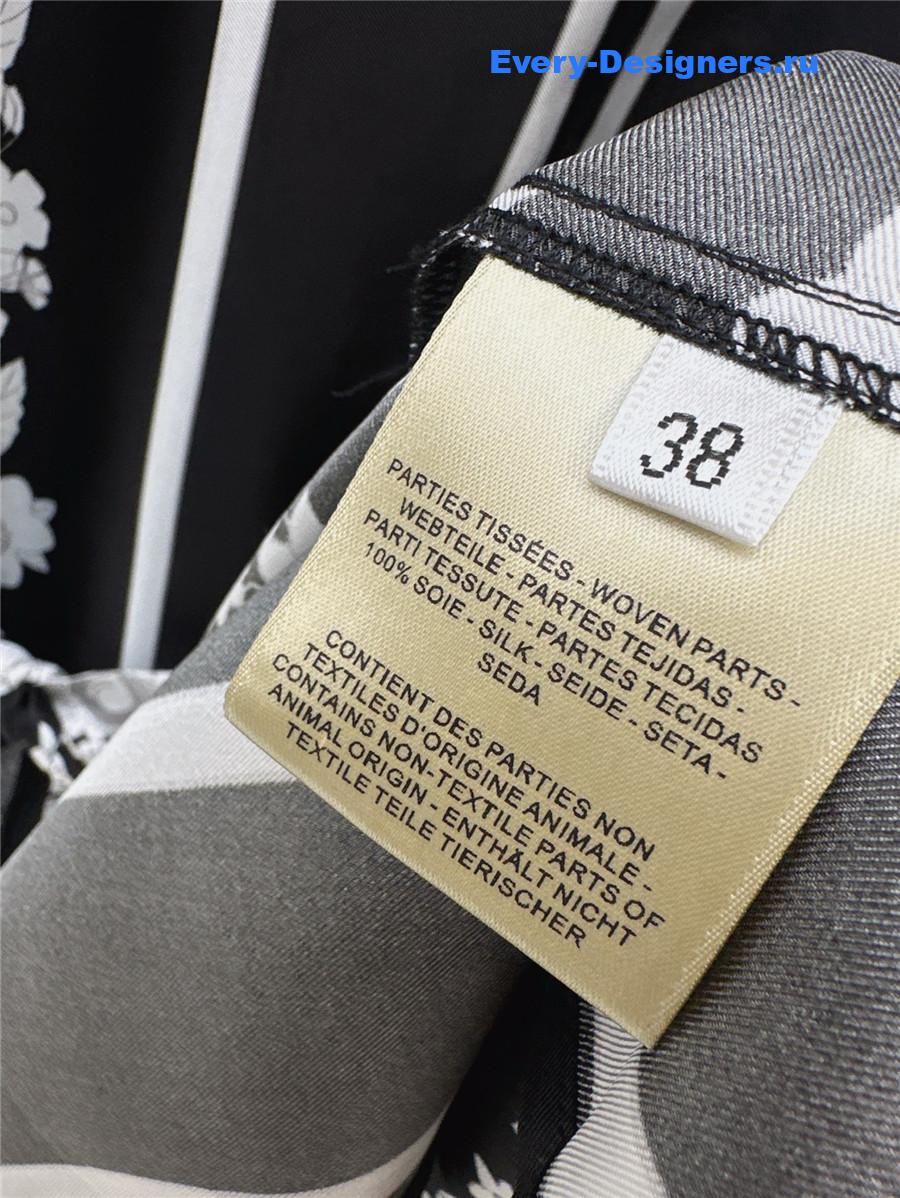 Every-Designers.ru
38
PARTIES TISSÉES - WOVEN PARTS -
WEBTEILE - PARTES TEJIDAS -
PARTI TESSUTE - PARTES TECIDAS
100% SOIE - SILK - SEIDE - SETA -
SEDA
CONTIENT DES PARTIES NON
TEXTILES D'ORIGINE ANIMALE -
CONTAINS NON-TEXTILE PARTS OF
ANIMAL ORIGIN - ENTHÄLT NICHT
TEXTILE TEILE TIERISCHER